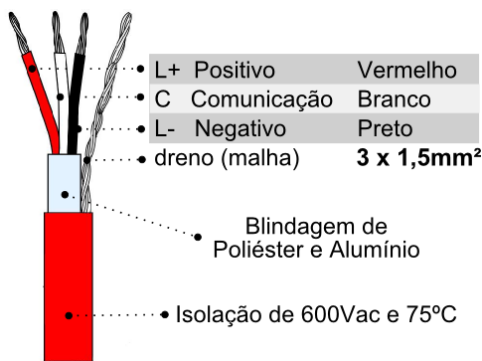 L+ Positivo Vermelho
C Comunicação Branco
L- Negativo Preto
dreno (malha) 3 x 1,5mm²
Blindagem de
Poliéster e Alumínio
Isolação de 600Vac e 75ºC